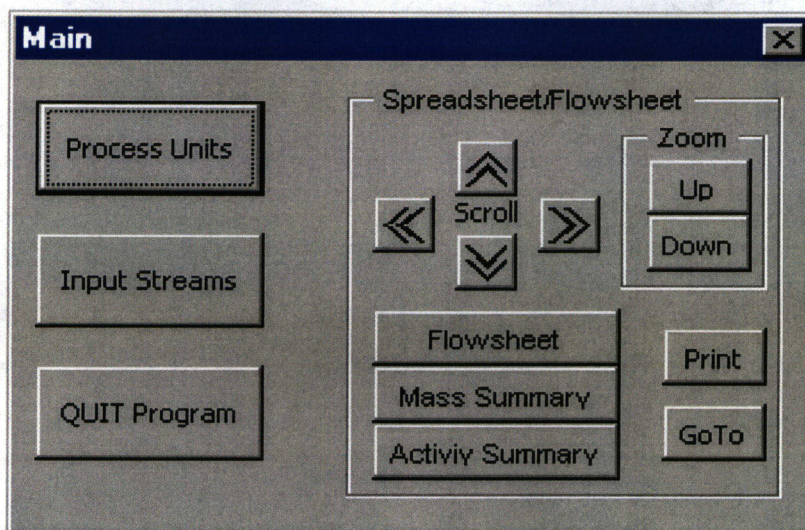 Main
Process Units
Input Streams
QUIT Program
Spreadsheet/Flowsheet
Scroll
Zoom
Up
Down
Flowsheet
Mass Summary
Activiy Summary
Print
GoTo